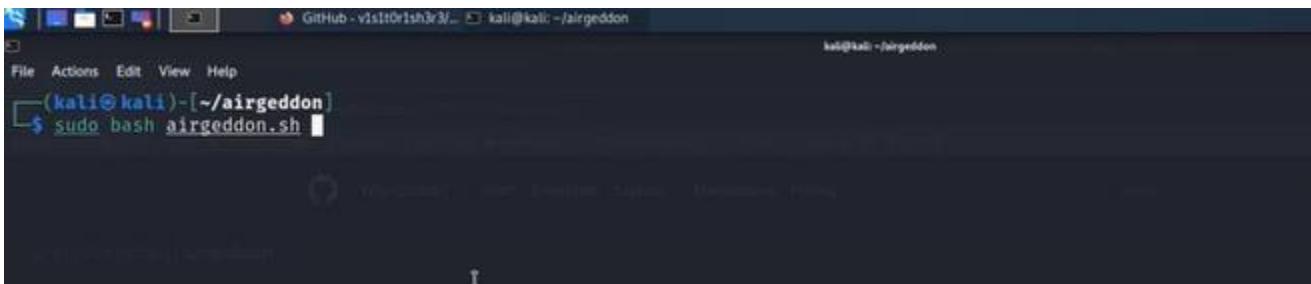 GitHub - v1s1t0r1sh3r3/... kali@kali: ~/airgeddon
kali@kali: ~/airgeddon
File Actions Edit View Help
(kali㉿kali)-[~/airgeddon]
$ sudo bash airgeddon.sh